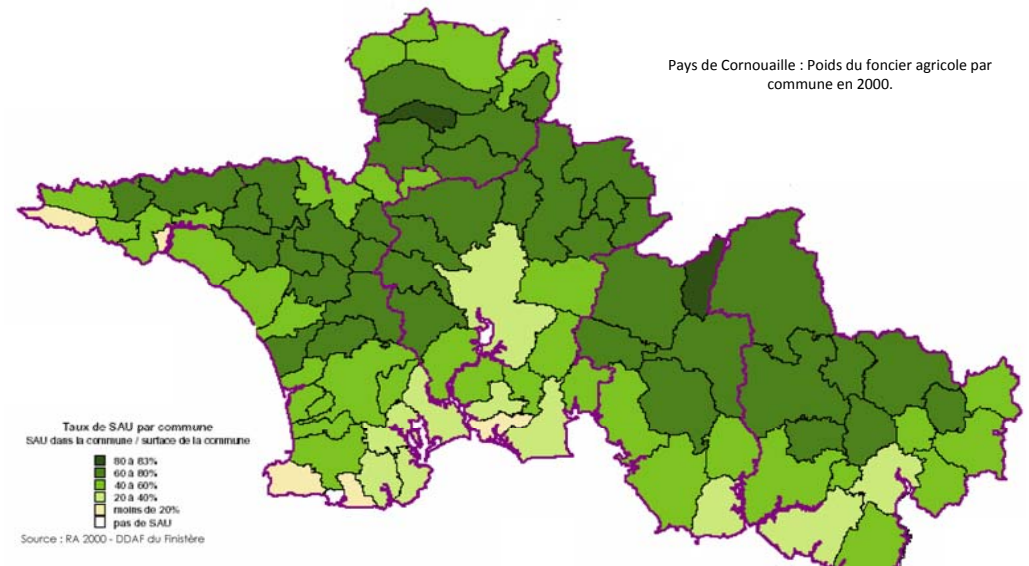 Pays de Cornouaille : Poids du foncier agricole par
commune en 2000.
Taux de SAU par commune
SAU dans la commune / surface de la commune
80 à 83%
60 à 80%
40 à 60%
20 à 40%
moins de 20%
pas de SAU
Source : RA 2000 - DDAF du Finistère